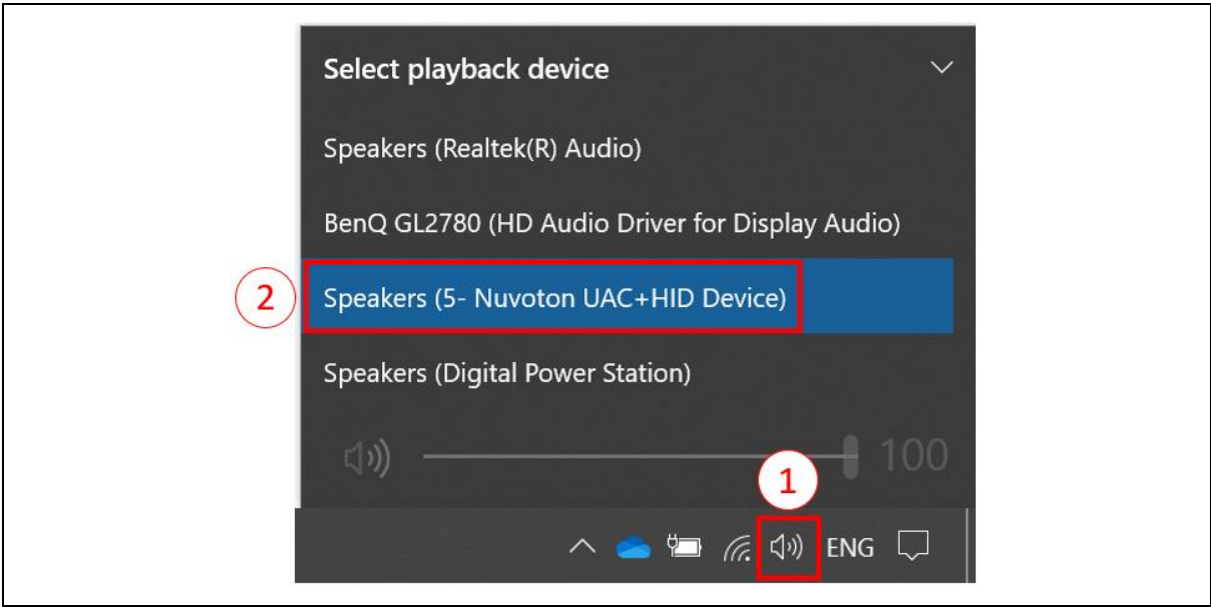 Select playback device
Speakers (Realtek(R) Audio)
BenQ GL2780 (HD Audio Driver for Display Audio)
2
Speakers (5- Nuvoton UAC+HID Device)
Speakers (Digital Power Station)
100
1
ENG